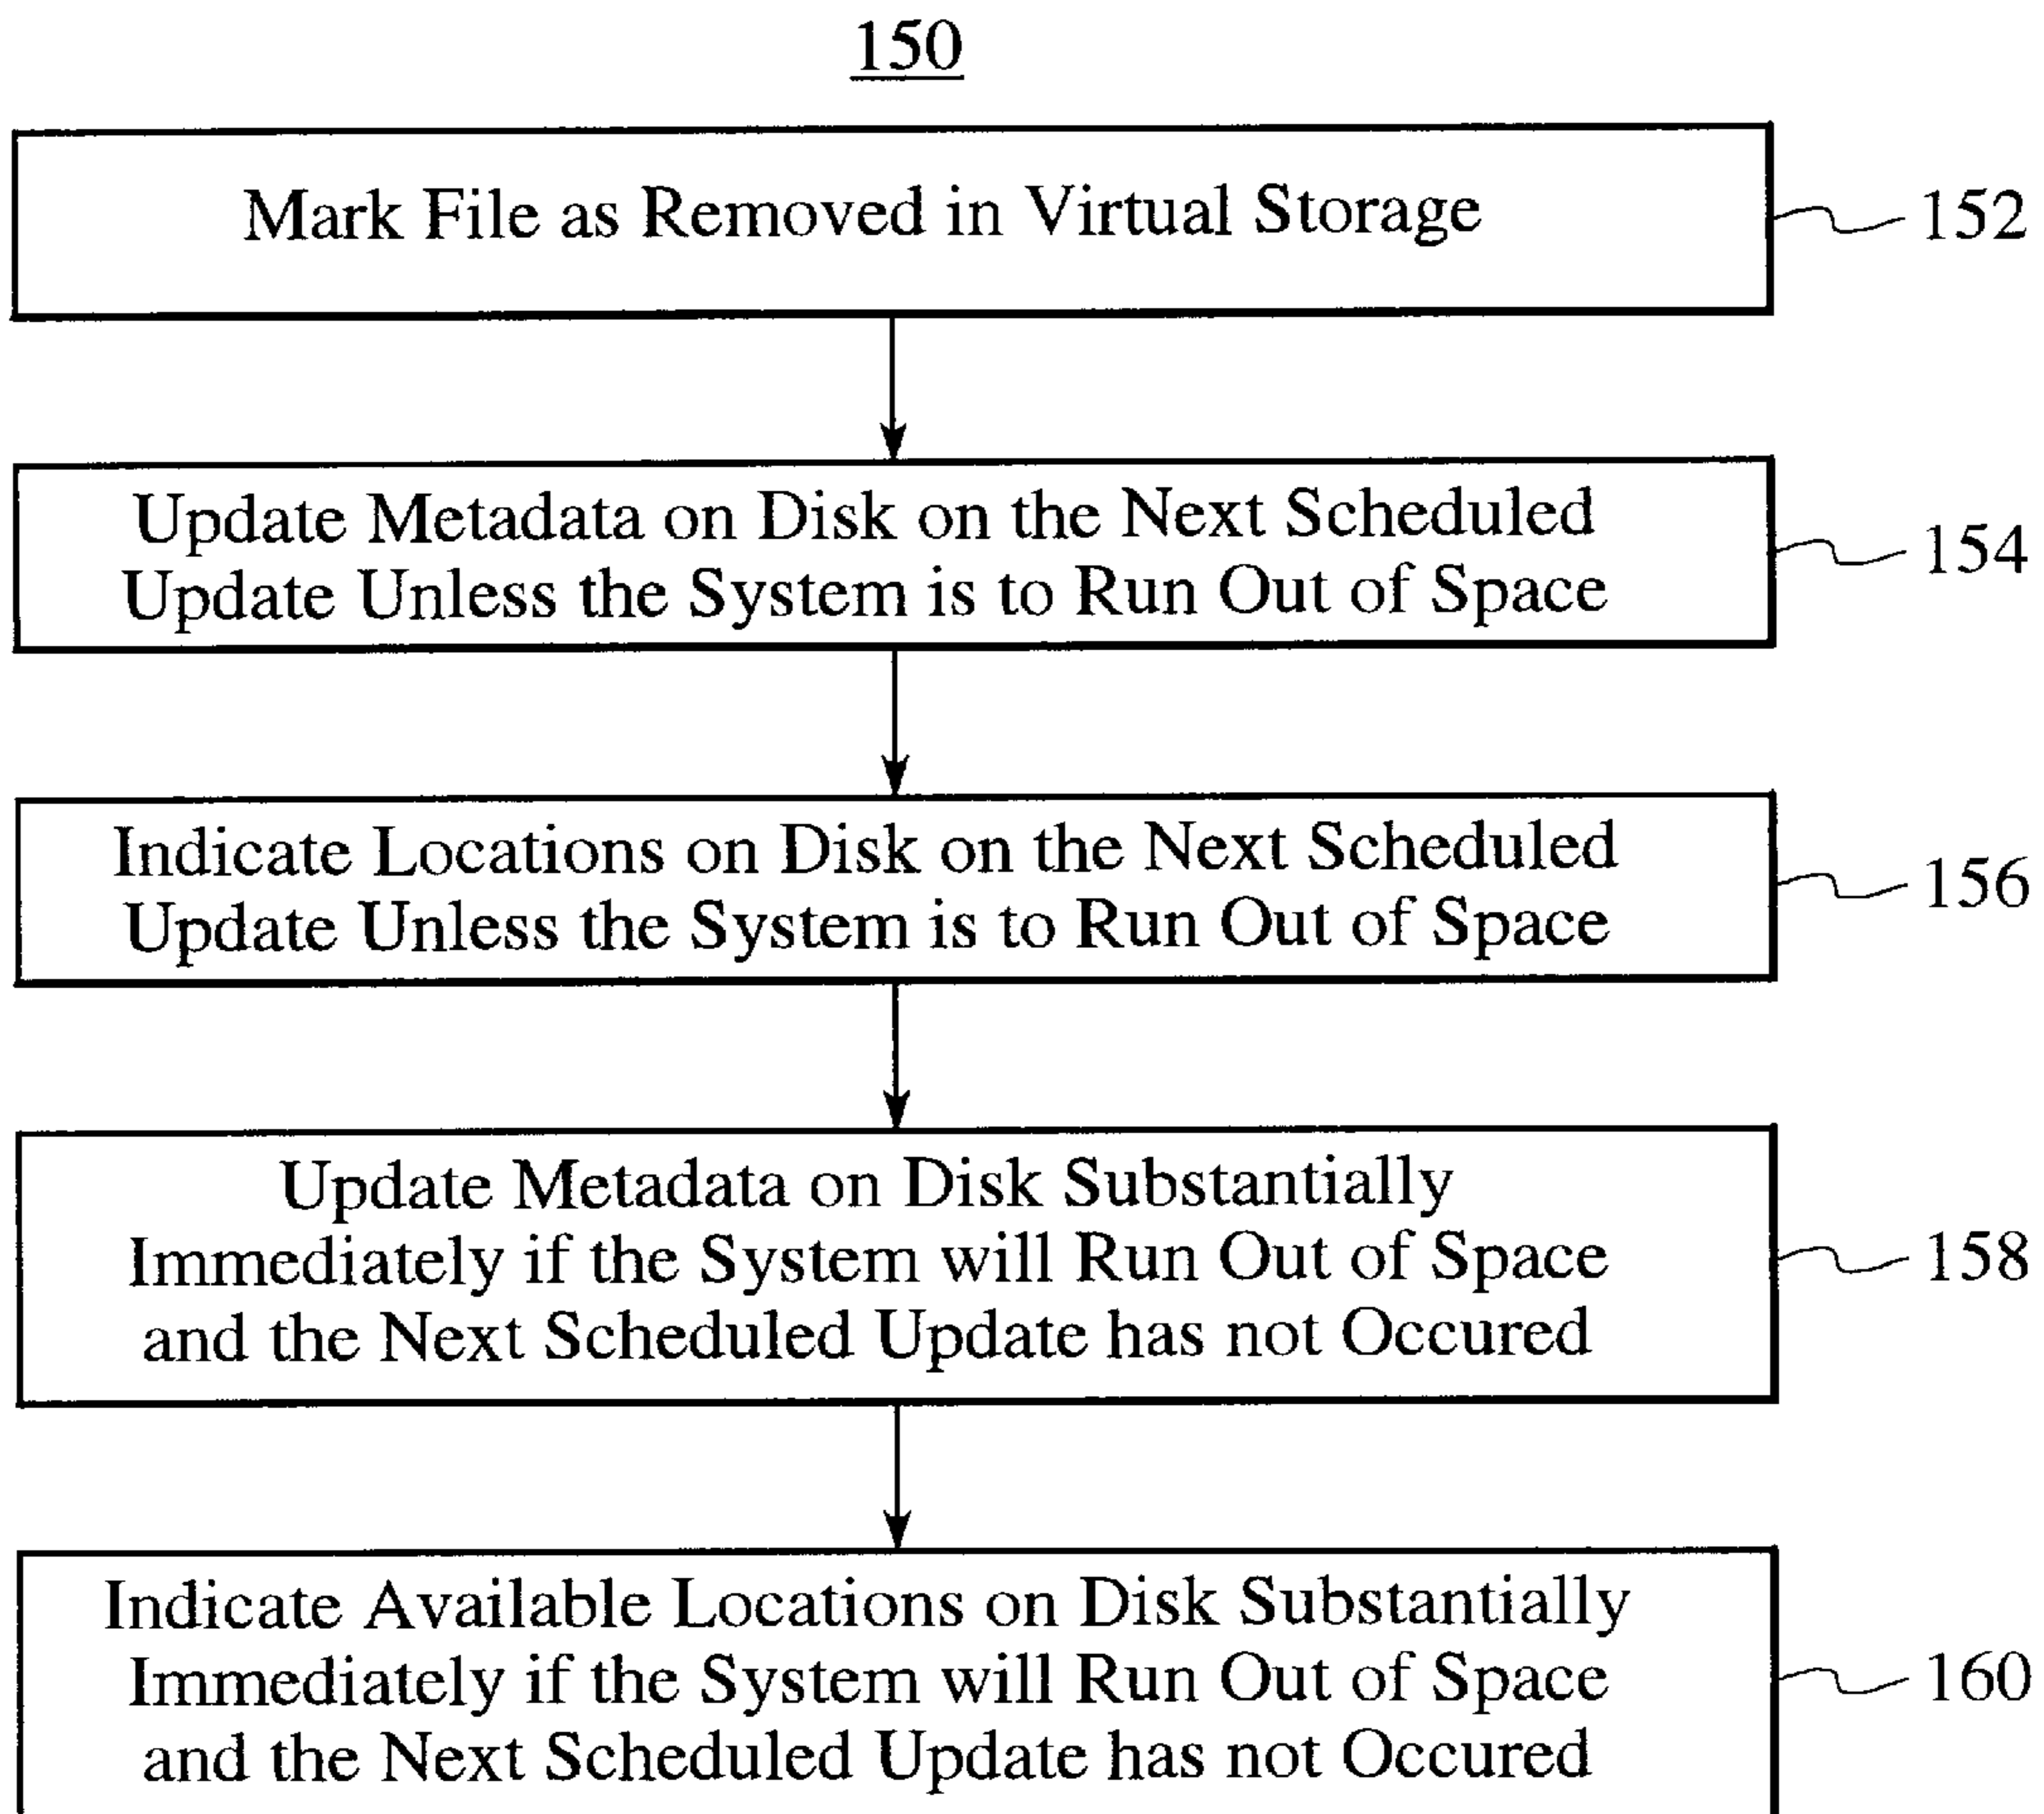 150
Mark File as Removed in Virtual Storage
152
Update Metadata on Disk on the Next Scheduled
Update Unless the System is to Run Out of Space
154
Indicate Locations on Disk on the Next Scheduled
Update Unless the System is to Run Out of Space
156
Update Metadata on Disk Substantially
Immediately if the System will Run Out of Space
and the Next Scheduled Update has not Occured
158
Indicate Available Locations on Disk Substantially
Immediately if the System will Run Out of Space
and the Next Scheduled Update has not Occured
160